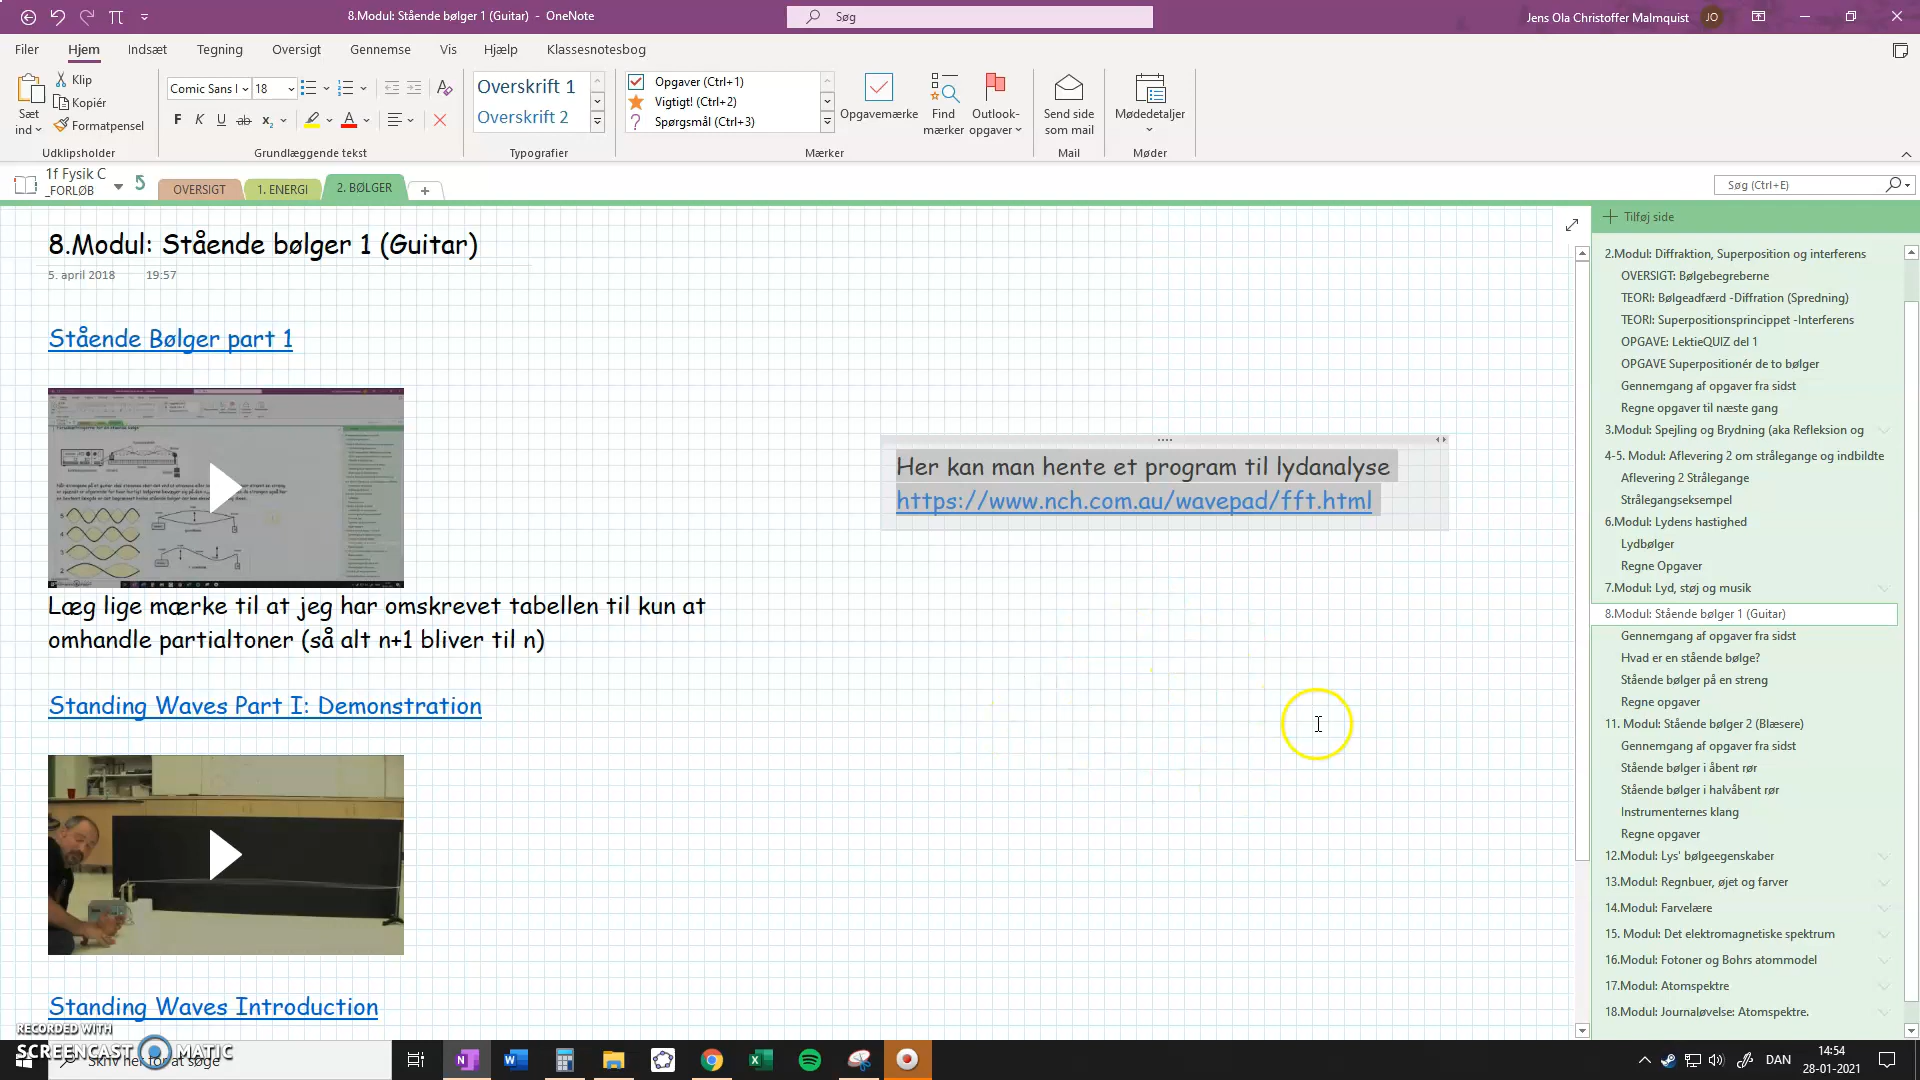 8.Modul: Stående bølger 1 (Guitar) - OneNote
Søg
Jens Ola Christoffer Malmquist
JO
Filer
Hjem
Indsæt
Tegning
Oversigt
Gennemse
Vis
Hjælp
Klassesnotesbog
Sæt ind
Klip
Kopiér
Formatpensel
Udklipsholder
Comic Sans
18
Grundlæggende tekst
Overskrift 1
Overskrift 2
Typografier
Opgaver (Ctrl+1)
Vigtigt! (Ctrl+2)
Spørgsmål (Ctrl+3)
Opgavemærke
Find mærker
Outlook-opgaver
Mærker
Send side som mail
Mail
Mødedetaljer
Møder
1f Fysik C
_FORLØB
OVERSIGT
1. ENERGI
2. BØLGER
Søg (Ctrl+E)
8.Modul: Stående bølger 1 (Guitar)
5. april 2018 19:57
Stående Bølger part 1
Læg lige mærke til at jeg har omskrevet tabellen til kun at
omhandle partialtoner (så alt n+1 bliver til n)
Standing Waves Part I: Demonstration
Standing Waves Introduction
Her kan man hente et program til lydanalyse
https://www.nch.com.au/wavepad/fft.html
Tilføj side
2.Modul: Diffraktion, Superposition og interferens
OVERSIGT: Bølgebegreberne
TEORI: Bølgeadfærd -Diffration (Spredning)
TEORI: Superpositionsprincippet -Interferens
OPGAVE: LektieQUIZ del 1
OPGAVE Superpositionér de to bølger
Gennemgang af opgaver fra sidst
Regne opgaver til næste gang
3.Modul: Spejling og Brydning (aka Refleksion og
4-5. Modul: Aflevering 2 om strålegange og indbildte
Aflevering 2 Strålegange
Strålegangseksempel
6.Modul: Lydens hastighed
Lydbølger
Regne Opgaver
7.Modul: Lyd, støj og musik
8.Modul: Stående bølger 1 (Guitar)
Gennemgang af opgaver fra sidst
Hvad er en stående bølge?
Stående bølger på en streng
Regne opgaver
11. Modul: Stående bølger 2 (Blæsere)
Gennemgang af opgaver fra sidst
Stående bølger i åbent rør
Stående bølger i halvåbent rør
Instrumenternes klang
Regne opgaver
12.Modul: Lys' bølgeegenskaber
13.Modul: Regnbuer, øjet og farver
14.Modul: Farvelære
15. Modul: Det elektromagnetiske spektrum
16.Modul: Fotoner og Bohrs atommodel
17.Modul: Atomspektre
18.Modul: Journaløvelse: Atomspektre.
RECORDED WITH
SCREENCAST MATIC
Skriv her for at søge
DAN
14:54
28-01-2021